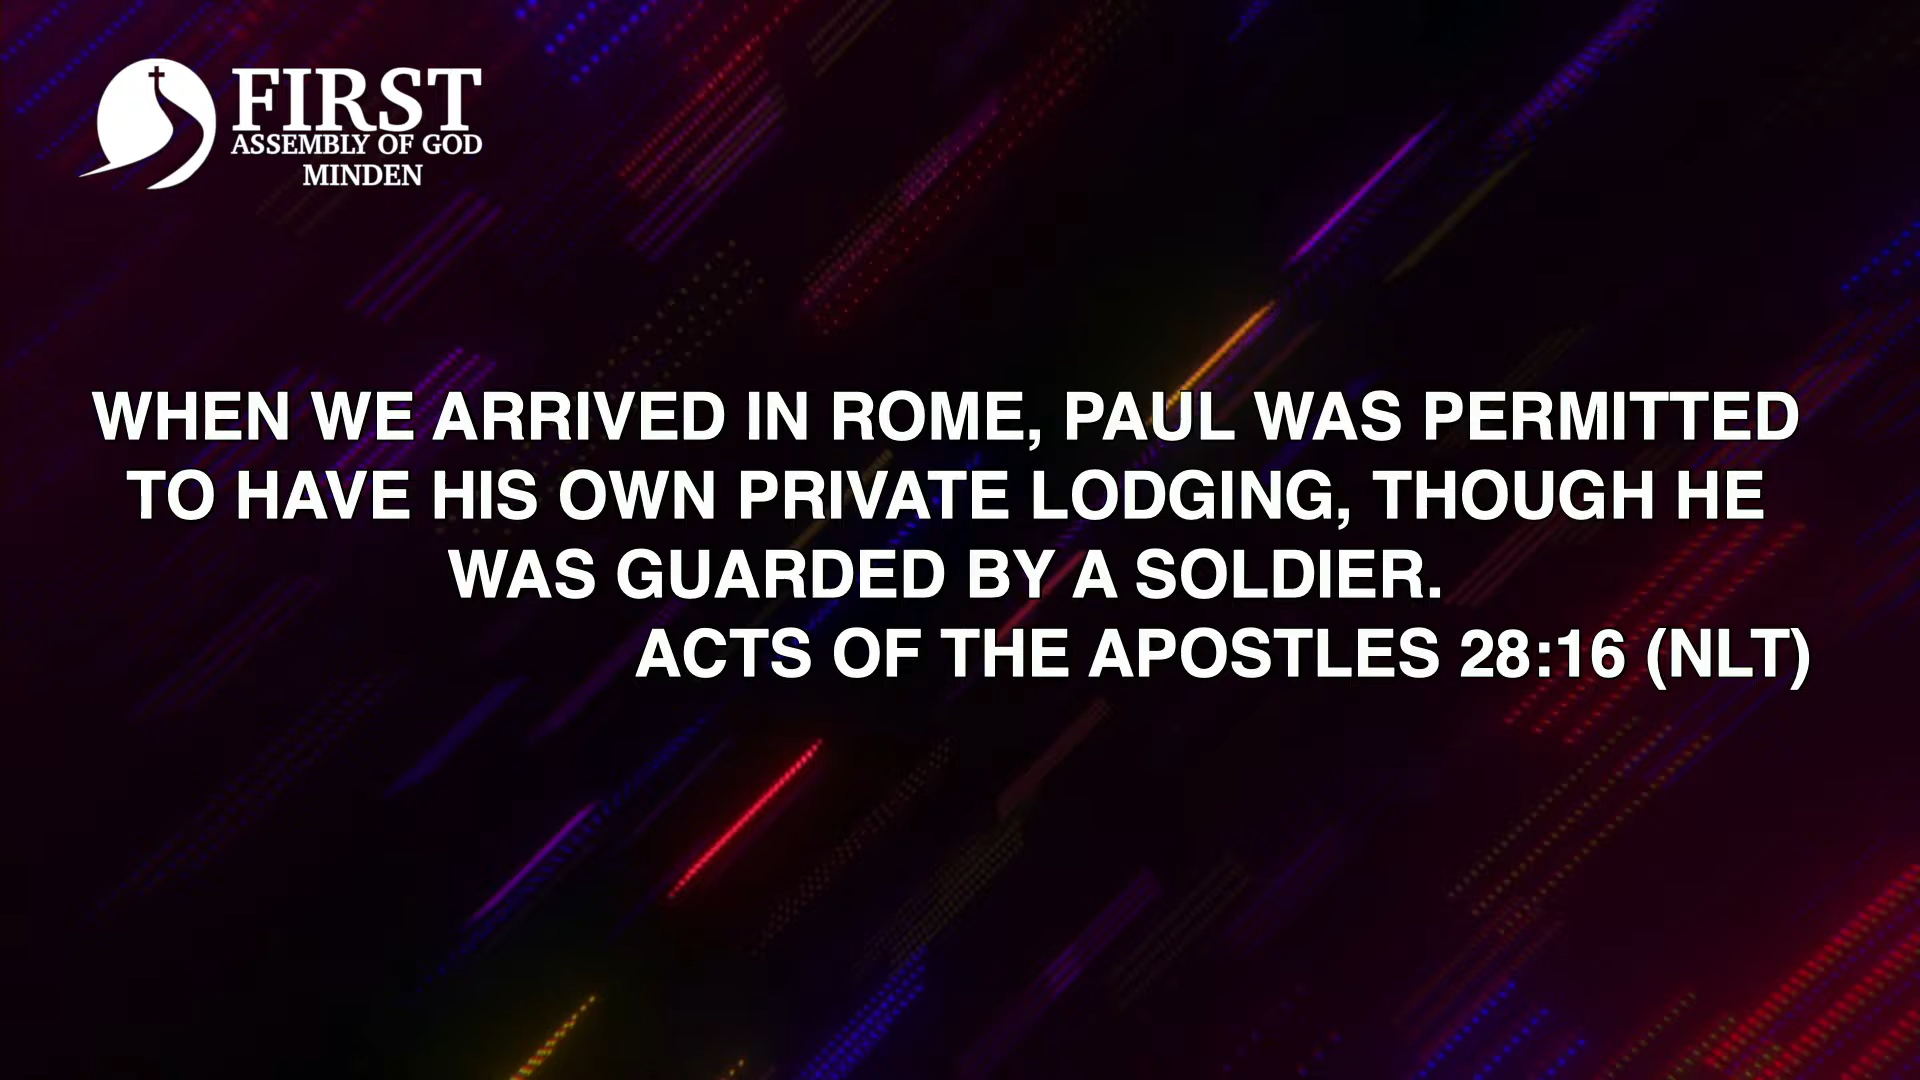 FIRST
ASSEMBLY OF GOD
MINDEN
WHEN WE ARRIVED IN ROME, PAUL WAS PERMITTED
TO HAVE HIS OWN PRIVATE LODGING, THOUGH HE
WAS GUARDED BY A SOLDIER.
ACTS OF THE APOSTLES 28:16 (NLT)